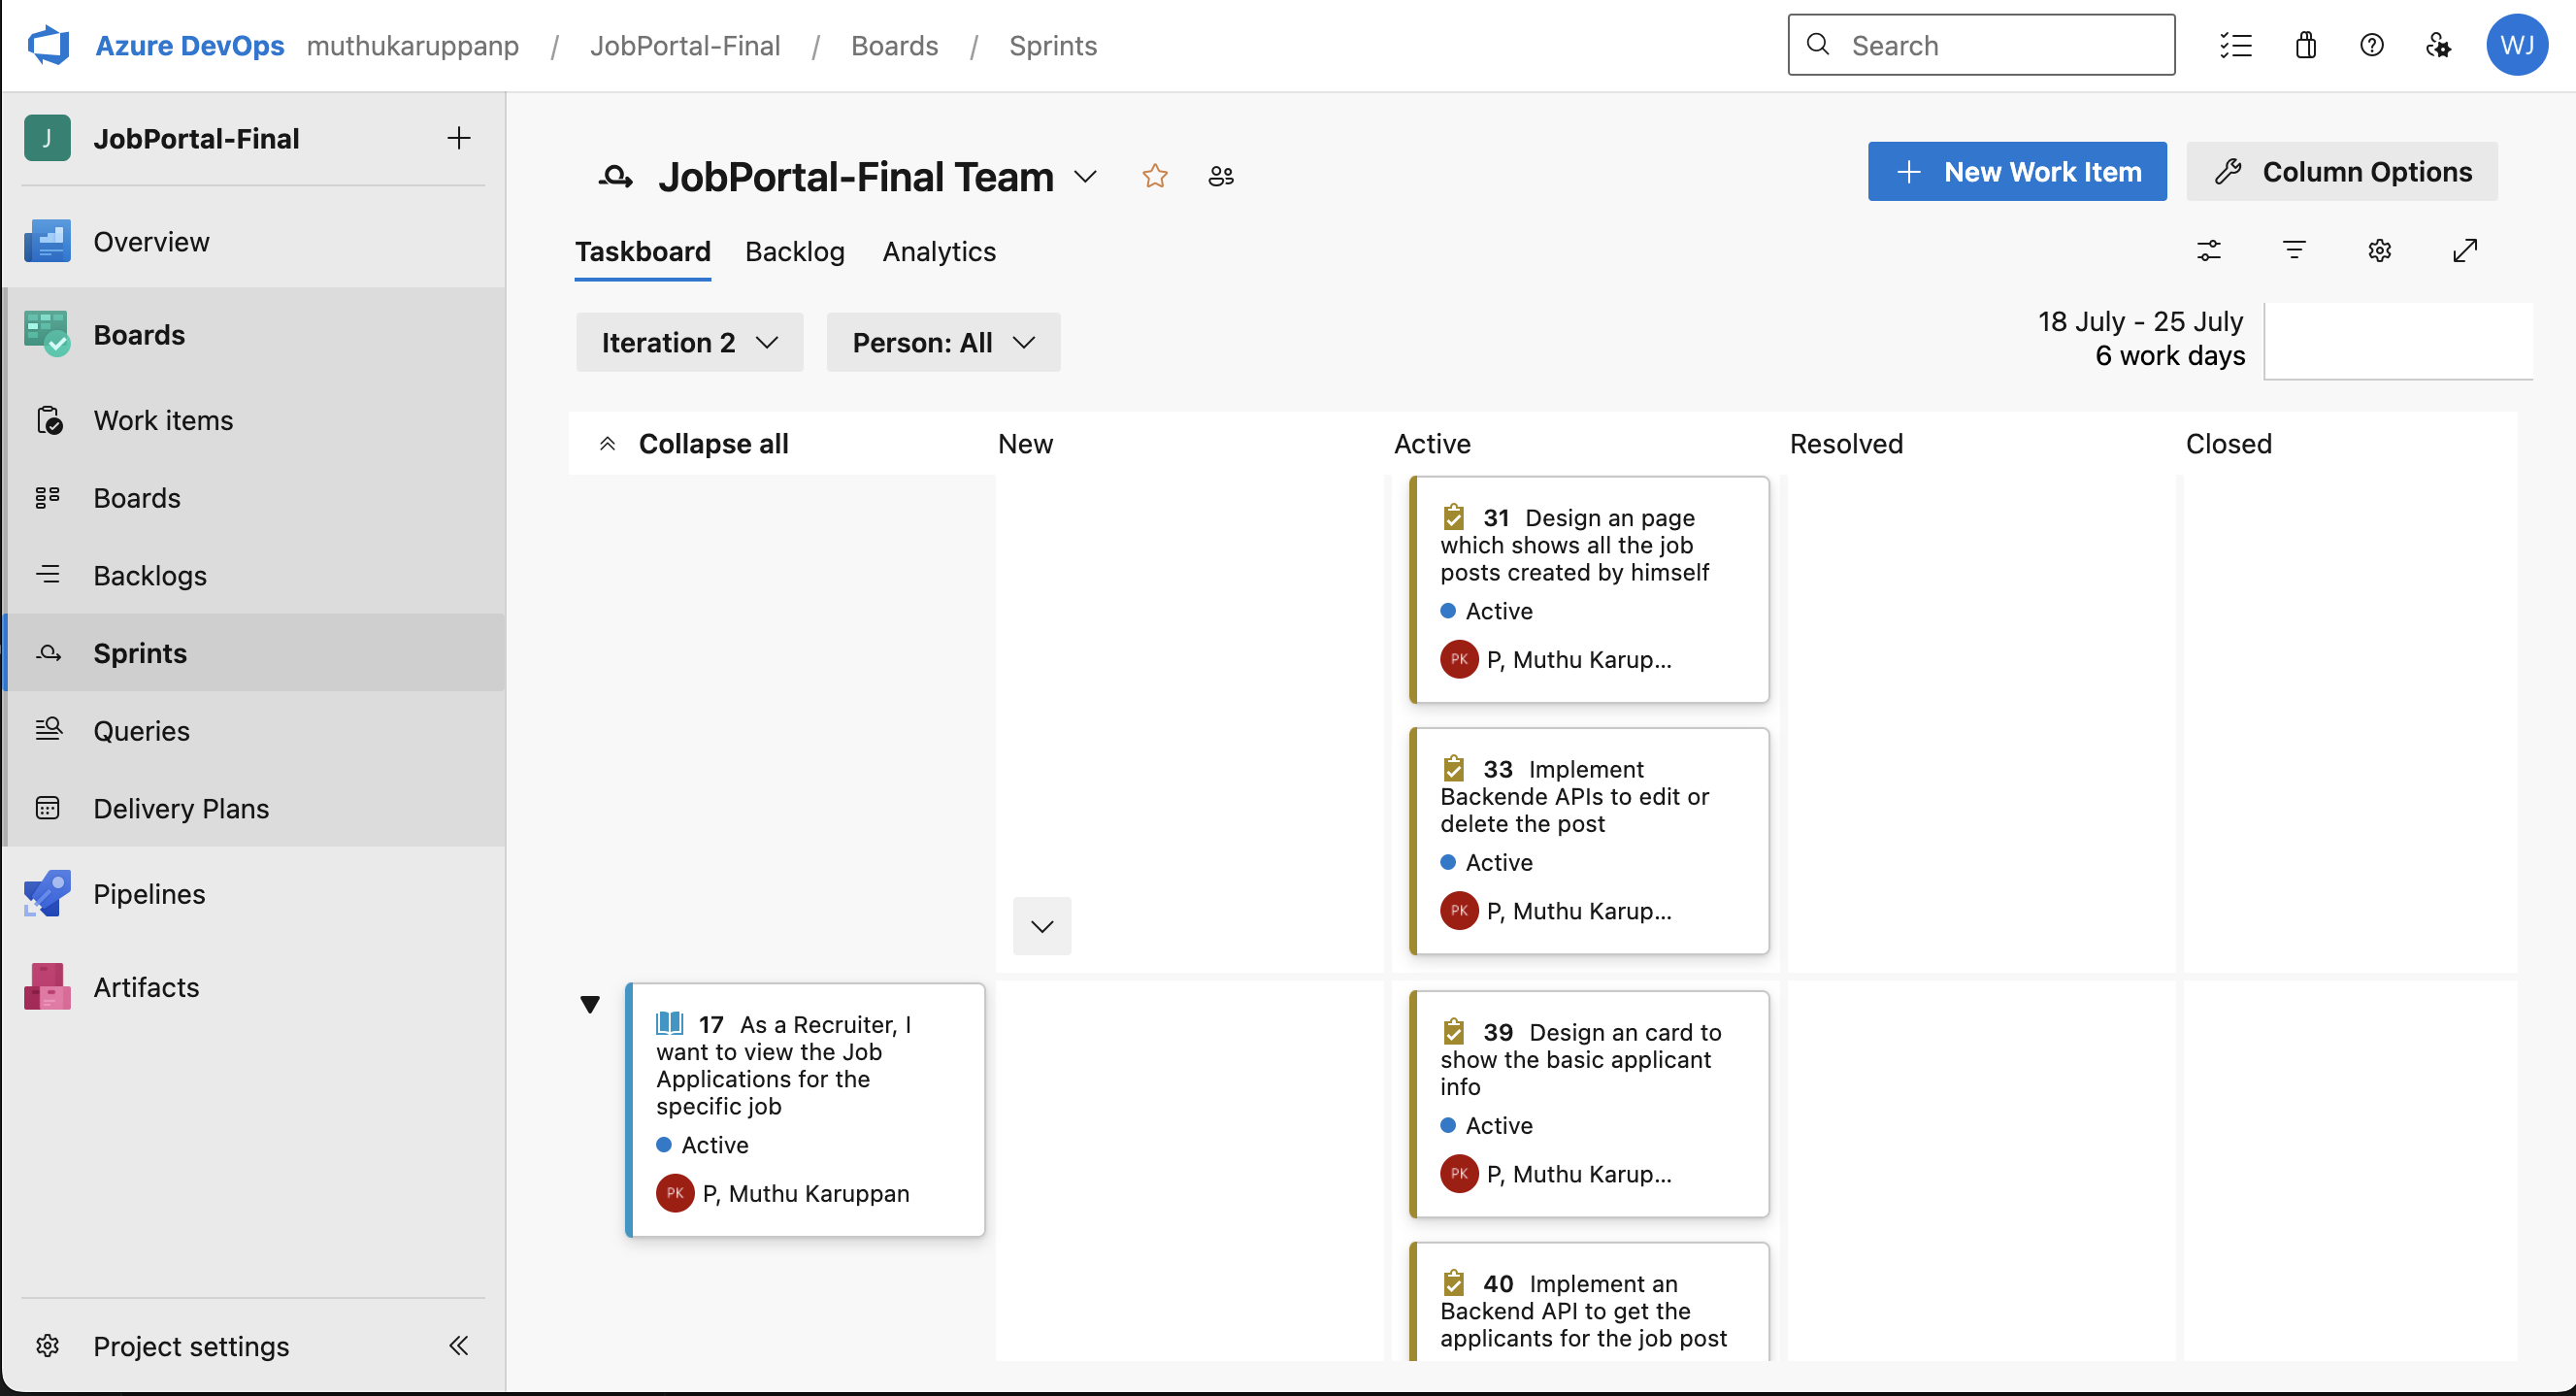 Azure DevOps muthukaruppanp / JobPortal-Final / Boards / Sprints
Search
WJ
J JobPortal-Final
Overview
Boards
Work items
Boards
Backlogs
Sprints
Queries
Delivery Plans
Pipelines
Artifacts
Project settings
JobPortal-Final Team
New Work Item
Column Options
Taskboard Backlog Analytics
Iteration 2
Person: All
18 July - 25 July
6 work days
Collapse all New Active Resolved Closed
31 Design an page
which shows all the job
posts created by himself
Active
PK P, Muthu Karup...
33 Implement
Backende APIs to edit or
delete the post
Active
PK P, Muthu Karup...
17 As a Recruiter, I
want to view the Job
Applications for the
specific job
Active
PK P, Muthu Karuppan
39 Design an card to
show the basic applicant
info
Active
PK P, Muthu Karup...
40 Implement an
Backend API to get the
applicants for the job post